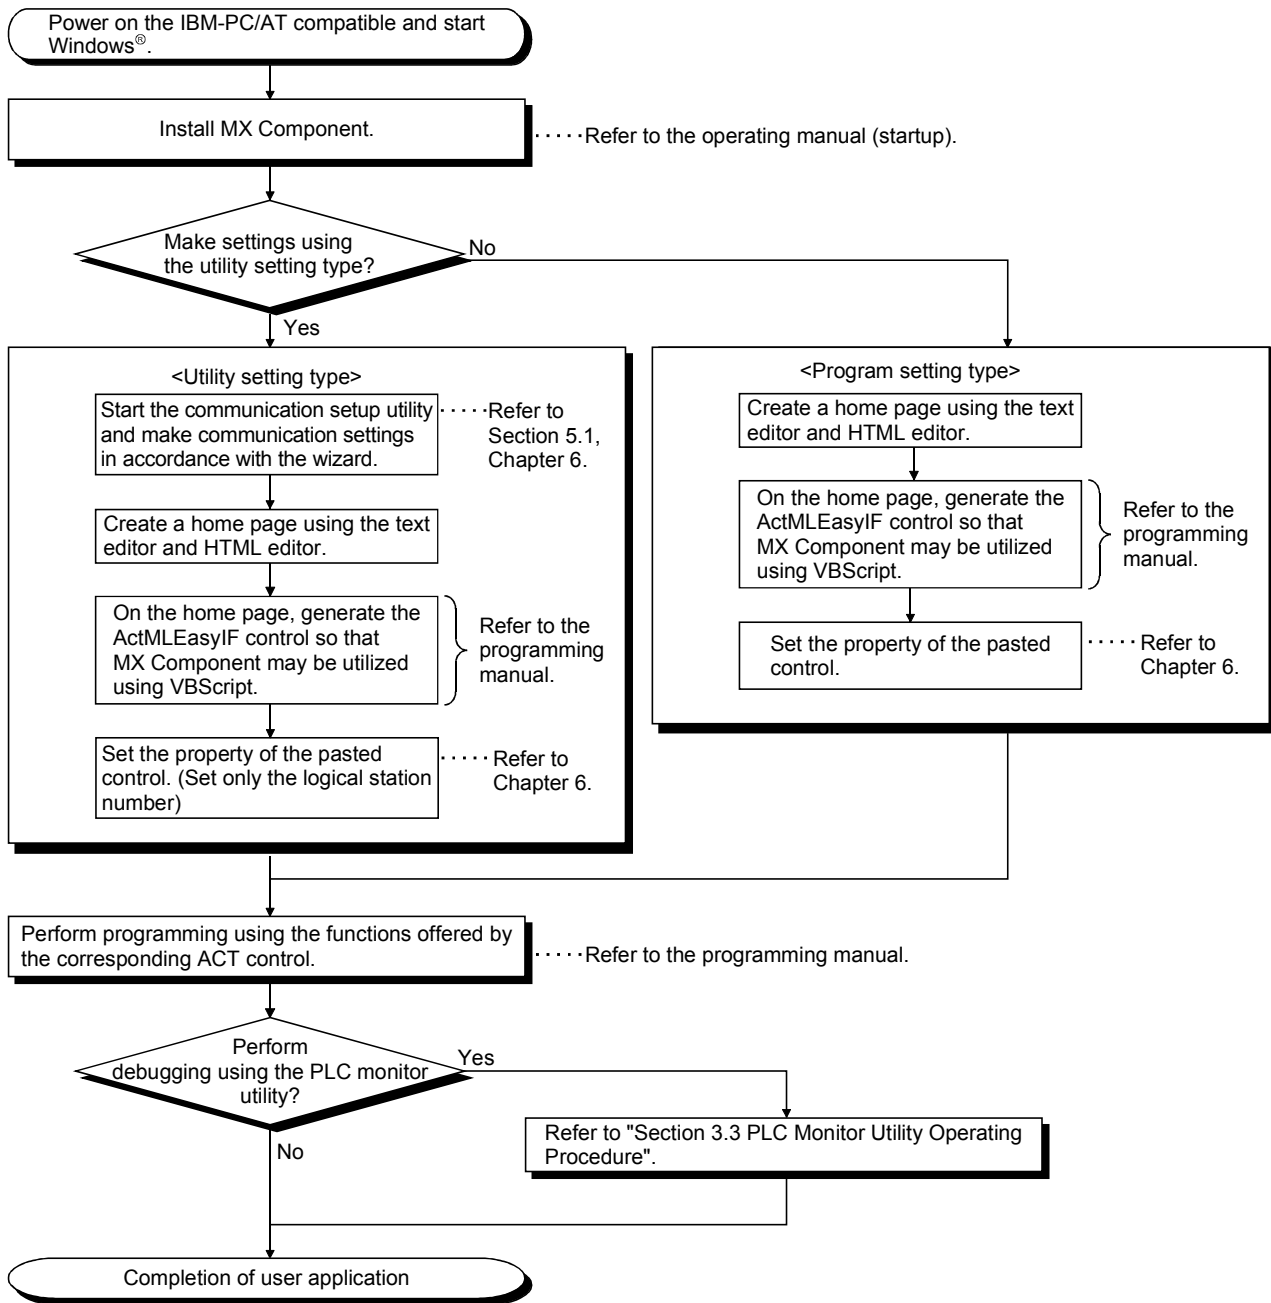 Power on the IBM-PC/AT compatible and start
Windows®.
Install MX Component.
·····Refer to the operating manual (startup).
Make settings using
the utility setting type?
No
Yes
<Utility setting type>
Start the communication setup utility
and make communication settings
in accordance with the wizard.
·····Refer to
Section 5.1,
Chapter 6.
Create a home page using the text
editor and HTML editor.
On the home page, generate the
ActMLEasyIF control so that
MX Component may be utilized
using VBScript.
Refer to the
programming
manual.
Set the property of the pasted
control. (Set only the logical station
number)
·····Refer to
Chapter 6.
<Program setting type>
Create a home page using the text
editor and HTML editor.
On the home page, generate the
ActMLEasyIF control so that
MX Component may be utilized
using VBScript.
Refer to the
programming
manual.
Set the property of the pasted
control.
·····Refer to
Chapter 6.
Perform programming using the functions offered by
the corresponding ACT control.
·····Refer to the programming manual.
Perform
debugging using the PLC monitor
utility?
Yes
No
Refer to "Section 3.3 PLC Monitor Utility Operating
Procedure".
Completion of user application